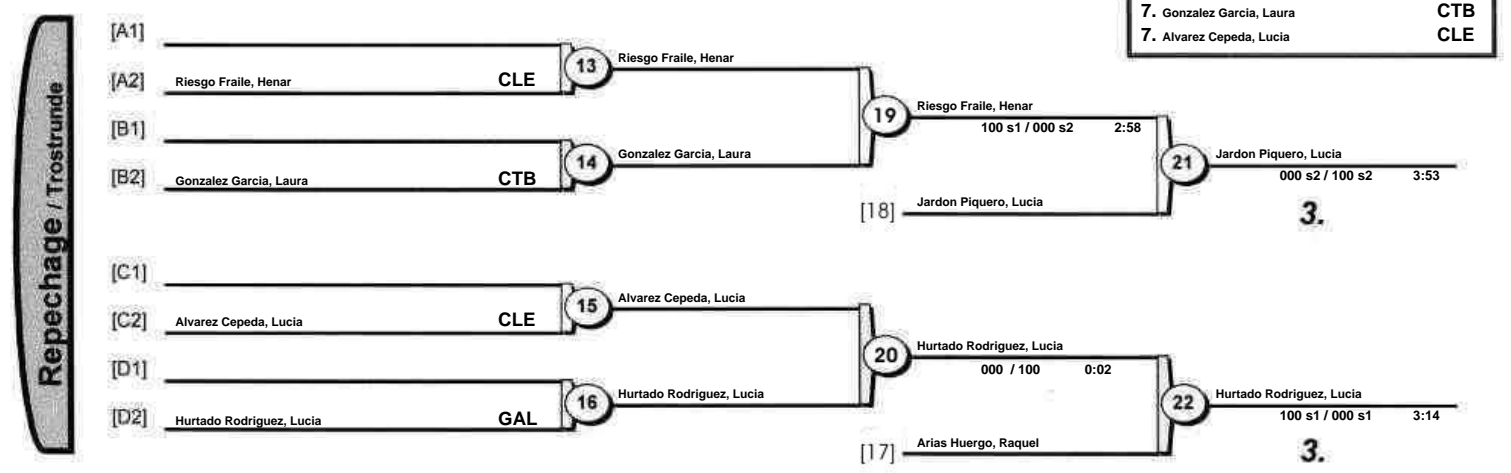 7. Gonzalez Garcia, Laura CTB
7. Alvarez Cepeda, Lucia CLE
Repechage / Trostrunde
[A1]
13 Riesgo Fraile, Henar
[A2] Riesgo Fraile, Henar CLE
19 Riesgo Fraile, Henar
100 s1 / 000 s2 2:58
[B1]
14 Gonzalez Garcia, Laura
[B2] Gonzalez Garcia, Laura CTB
21 Jardon Piquero, Lucia
000 s2 / 100 s2 3:53
[18] Jardon Piquero, Lucia
3.
[C1]
15 Alvarez Cepeda, Lucia
[C2] Alvarez Cepeda, Lucia CLE
20 Hurtado Rodriguez, Lucia
000 / 100 0:02
[D1]
16 Hurtado Rodriguez, Lucia
[D2] Hurtado Rodriguez, Lucia GAL
22 Hurtado Rodriguez, Lucia
100 s1 / 000 s1 3:14
[17] Arias Huergo, Raquel
3.